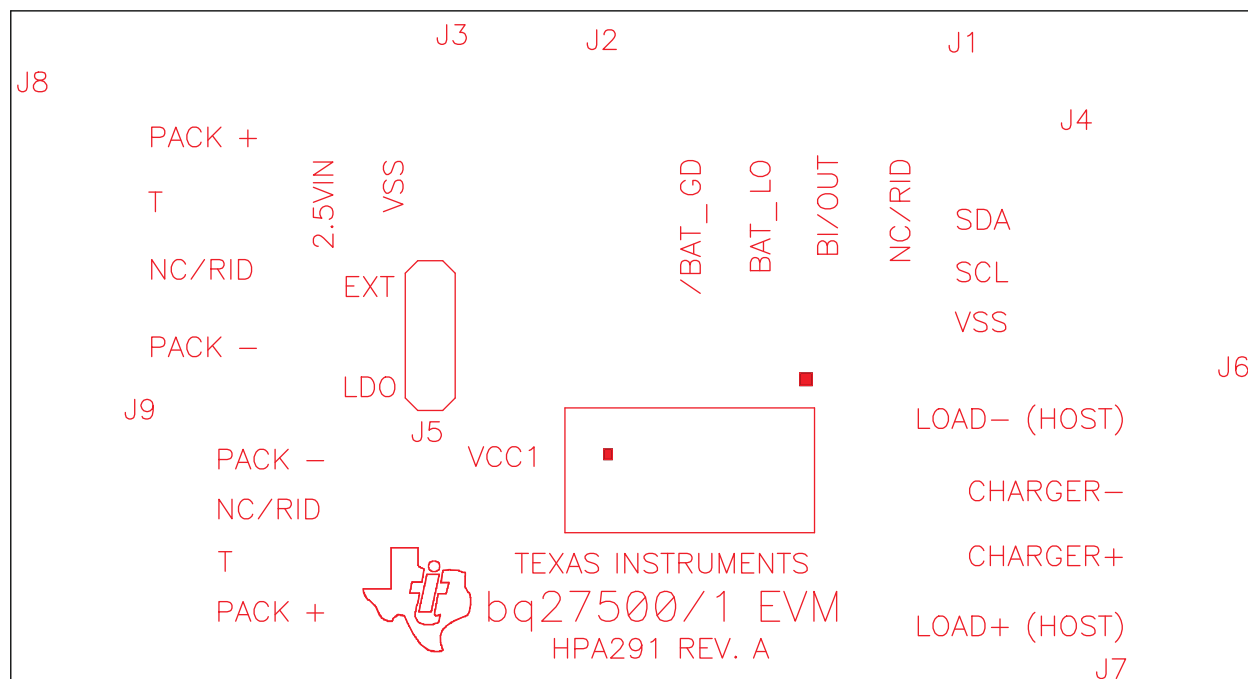 J3
J2
J1
J8
J4
PACK +
T
NC/RID
PACK -
2.5VIN
VSS
/BAT_GD
BAT_LO
BI/OUT
NC/RID
SDA
SCL
VSS
EXT
LDO
J5
J6
J9
PACK -
NC/RID
T
PACK +
VCC1
LOAD- (HOST)
CHARGER-
CHARGER+
LOAD+ (HOST)
J7
TEXAS INSTRUMENTS
bq27500/1 EVM
HPA291 REV. A